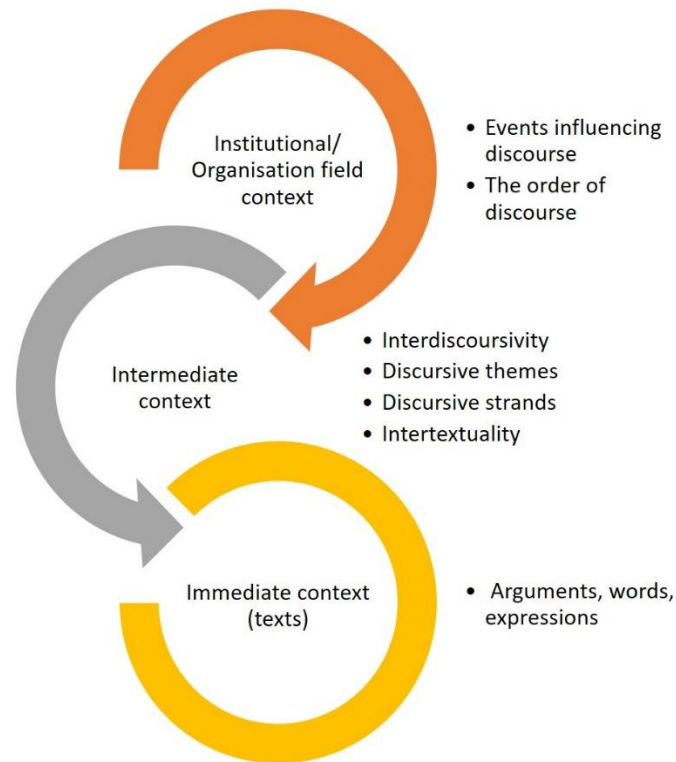 Institutional/
Organisation field
context
• Events influencing
discourse
• The order of
discourse
Intermediate
context
• Interdiscoursivity
• Discursive themes
• Discursive strands
• Intertextuality
Immediate context
(texts)
• Arguments, words,
expressions